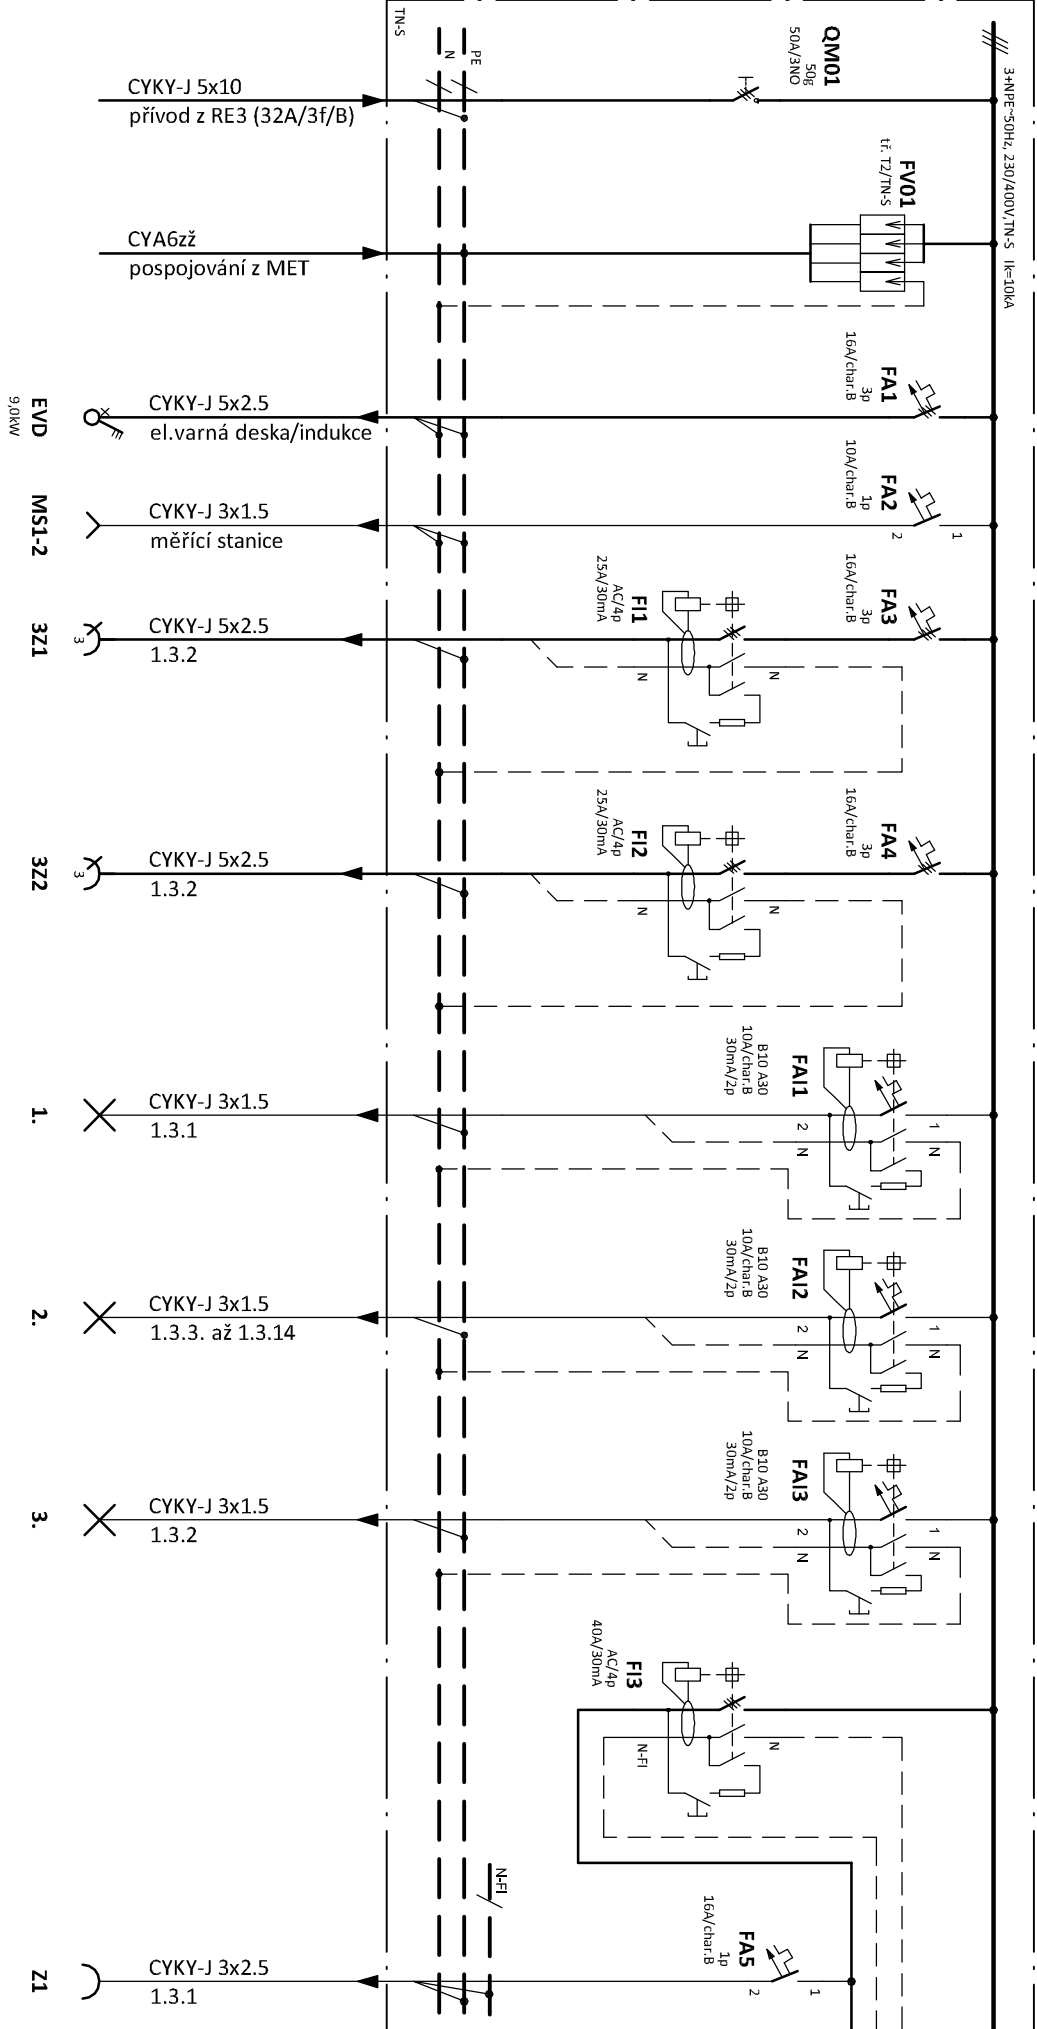 TN-S
3+NPE~50Hz, 230/400V,TN-S Ik=10kA
PE
N
QM01
50g
50A/3NO
CYKY-J 5x10
přívod z RE3 (32A/3f/B)
FV01
tř. T2/TN-S
CYA6zž
pospojování z MET
FA1
3p
16A/char.B
CYKY-J 5x2.5
el.varná deska/indukce
EVD
9,0kW
FA2
1p
10A/char.B
1
2
CYKY-J 3x1.5
měřící stanice
MS1-2
FA3
3p
16A/char.B
FI1
AC/4p
25A/30mA
N
N
CYKY-J 5x2.5
1.3.2
3
3Z1
FA4
3p
16A/char.B
FI2
AC/4p
25A/30mA
N
N
CYKY-J 5x2.5
1.3.2
3
3Z2
FAI1
B10 A30
10A/char.B
30mA/2p
1 N
2 N
CYKY-J 3x1.5
1.3.1
1.
FAI2
B10 A30
10A/char.B
30mA/2p
1 N
2 N
CYKY-J 3x1.5
1.3.3. až 1.3.14
2.
FAI3
B10 A30
10A/char.B
30mA/2p
1 N
2 N
CYKY-J 3x1.5
1.3.2
3.
FI3
AC/4p
40A/30mA
N
N-FI
N-FI
FA5
1p
16A/char.B
1
2
CYKY-J 3x2.5
1.3.1
Z1